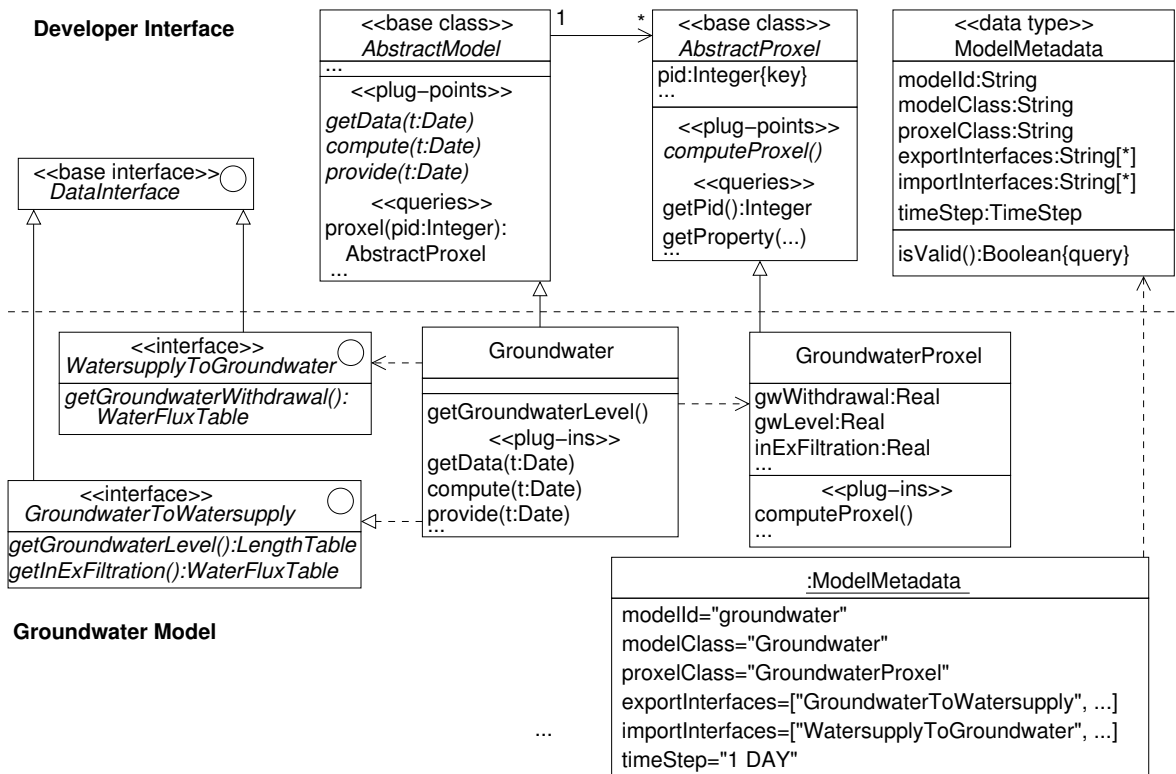 Developer Interface
<<base class>>
AbstractModel
...
<<plug-points>>
getData(t:Date)
compute(t:Date)
provide(t:Date)
<<queries>>
proxel(pid:Integer):
AbstractProxel
...
1
*
<<base class>>
AbstractProxel
pid:Integer{key}
...
<<plug-points>>
computeProxel()
<<queries>>
getPid():Integer
getProperty(...)
...
<<data type>>
ModelMetadata
modelId:String
modelClass:String
proxelClass:String
exportInterfaces:String[*]
importInterfaces:String[*]
timeStep:TimeStep
isValid():Boolean{query}
<<base interface>>
DataInterface
<<interface>>
WatersupplyToGroundwater
getGroundwaterWithdrawal():
WaterFluxTable
<<interface>>
GroundwaterToWatersupply
getGroundwaterLevel():LengthTable
getInExFiltration():WaterFluxTable
Groundwater
getGroundwaterLevel()
<<plug-ins>>
getData(t:Date)
compute(t:Date)
provide(t:Date)
...
GroundwaterProxel
gwWithdrawal:Real
gwLevel:Real
inExFiltration:Real
...
<<plug-ins>>
computeProxel()
...
Groundwater Model
...
:ModelMetadata
modelId="groundwater"
modelClass="Groundwater"
proxelClass="GroundwaterProxel"
exportInterfaces=["GroundwaterToWatersupply", ...]
importInterfaces=["WatersupplyToGroundwater", ...]
timeStep="1 DAY"